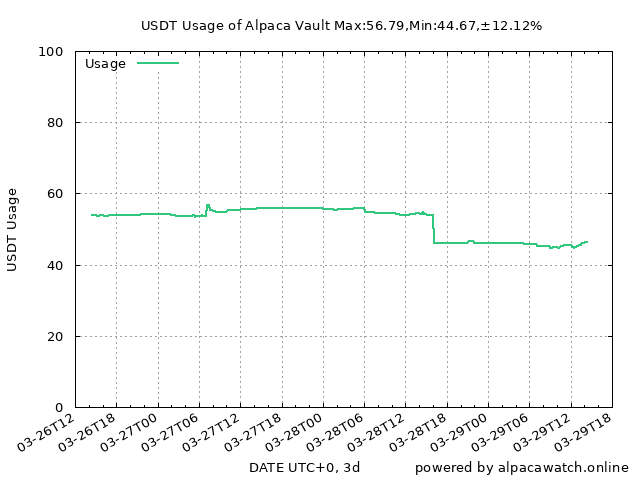 USDT Usage of Alpaca Vault Max:56.79,Min:44.67,±12.12%
Usage
USDT Usage
100
80
60
40
20
0
03-26T12
03-26T18
03-27T00
03-27T06
03-27T12
03-27T18
03-28T00
03-28T06
03-28T12
03-28T18
03-29T00
03-29T06
03-29T12
03-29T18
DATE UTC+0, 3d
powered by alpacawatch.online